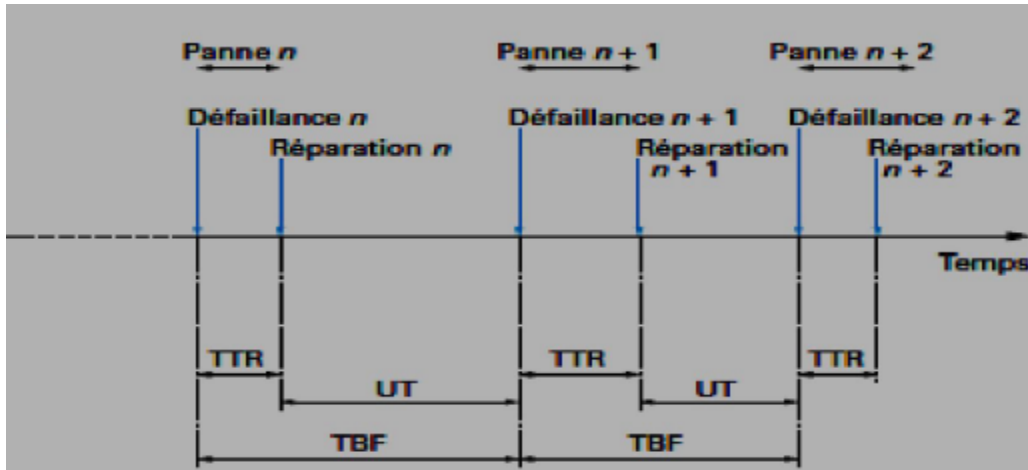 Panne n
Panne n + 1
Panne n + 2
Défaillance n
Défaillance n + 1
Défaillance n + 2
Réparation n
Réparation
n + 1
Réparation
n + 2
Temps
TTR
TTR
TTR
UT
UT
TBF
TBF